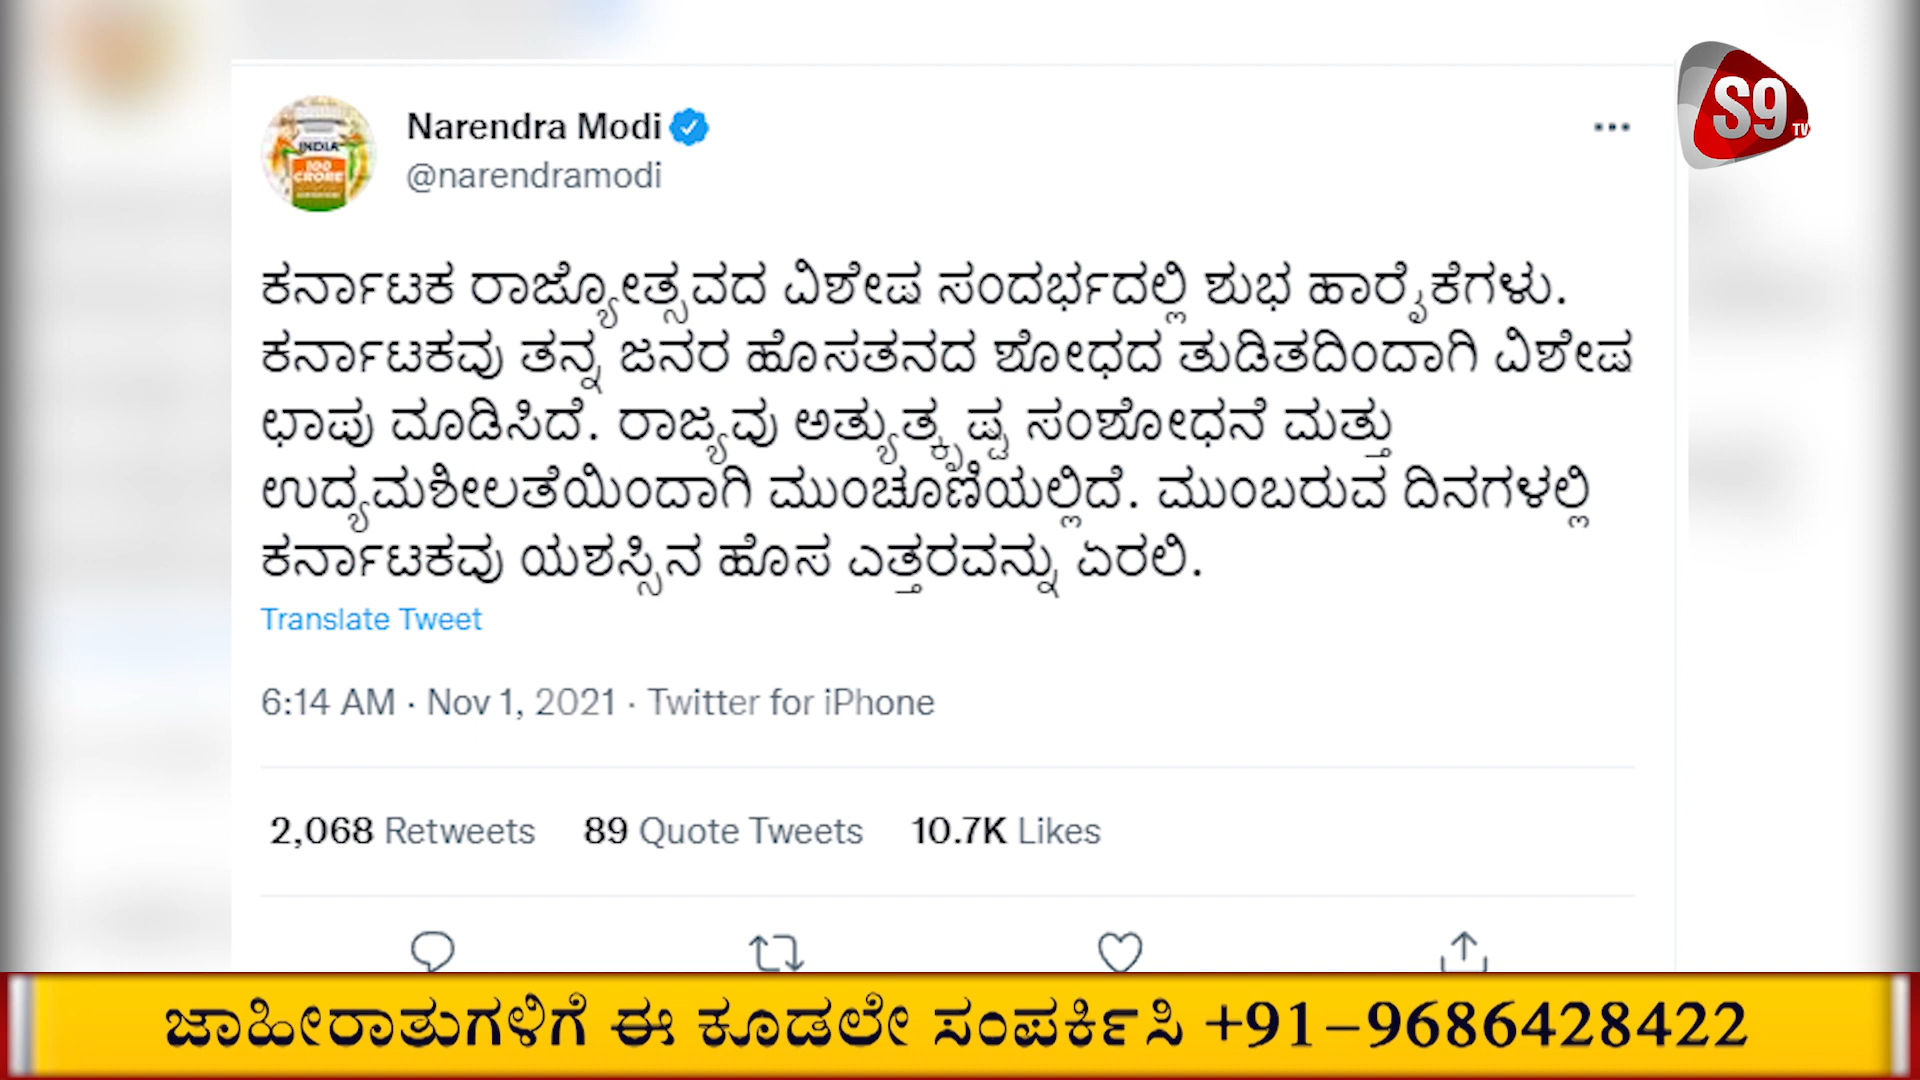 S9
TV
INDIA
100
CRORE
Narendra Modi
@narendramodi
ಕರ್ನಾಟಕ ರಾಜ್ಯೋತ್ಸವದ ವಿಶೇಷ ಸಂದರ್ಭದಲ್ಲಿ ಶುಭ ಹಾರೈಕೆಗಳು.
ಕರ್ನಾಟಕವು ತನ್ನ ಜನರ ಹೊಸತನದ ಶೋಧದ ತುಡಿತದಿಂದಾಗಿ ವಿಶೇಷ
ಛಾಪು ಮೂಡಿಸಿದೆ. ರಾಜ್ಯವು ಅತ್ಯುತ್ಕೃಷ್ಟ ಸಂಶೋಧನೆ ಮತ್ತು
ಉದ್ಯಮಶೀಲತೆಯಿಂದಾಗಿ ಮುಂಚೂಣಿಯಲ್ಲಿದೆ. ಮುಂಬರುವ ದಿನಗಳಲ್ಲಿ
ಕರ್ನಾಟಕವು ಯಶಸ್ಸಿನ ಹೊಸ ಎತ್ತರವನ್ನು ಏರಲಿ.
Translate Tweet
6:14 AM · Nov 1, 2021 · Twitter for iPhone
2,068 Retweets 89 Quote Tweets 10.7K Likes
ಜಾಹೀರಾತುಗಳಿಗೆ ಈ ಕೂಡಲೇ ಸಂಪರ್ಕಿಸಿ +91-9686428422